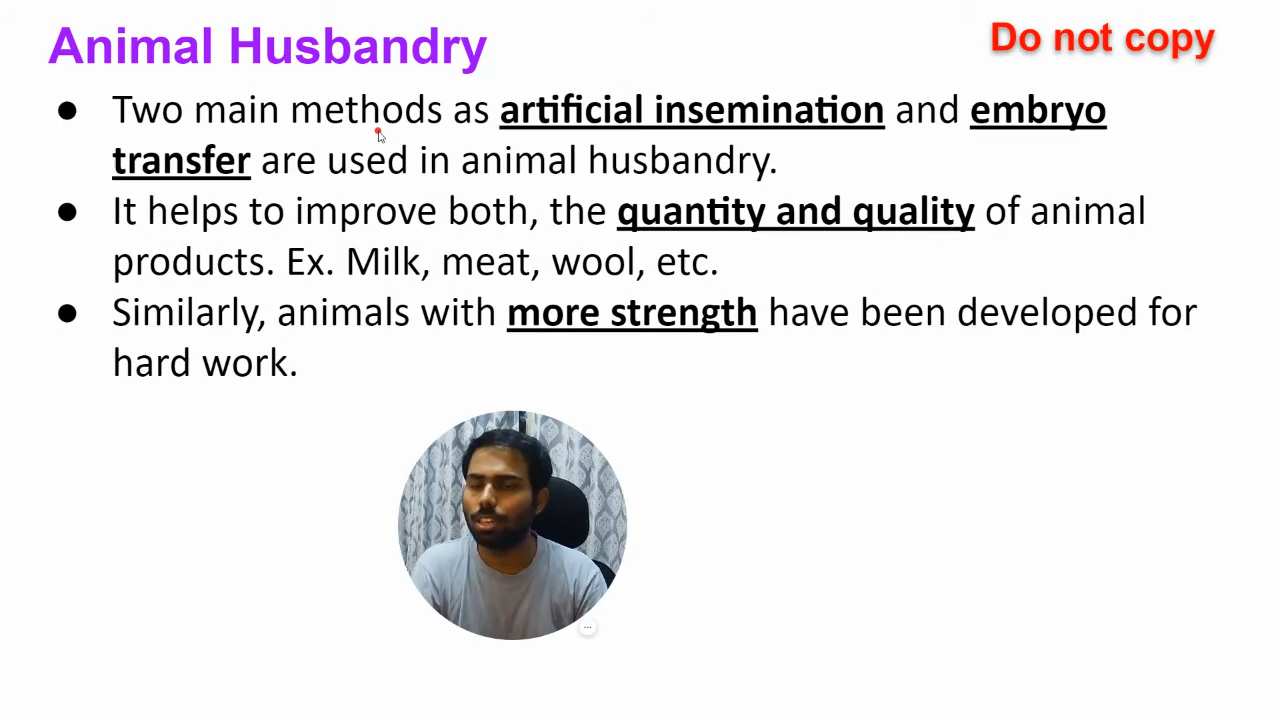 Animal Husbandry
Do not copy
● Two main methods as artificial insemination and embryo
transfer are used in animal husbandry.
● It helps to improve both, the quantity and quality of animal
products. Ex. Milk, meat, wool, etc.
● Similarly, animals with more strength have been developed for
hard work.